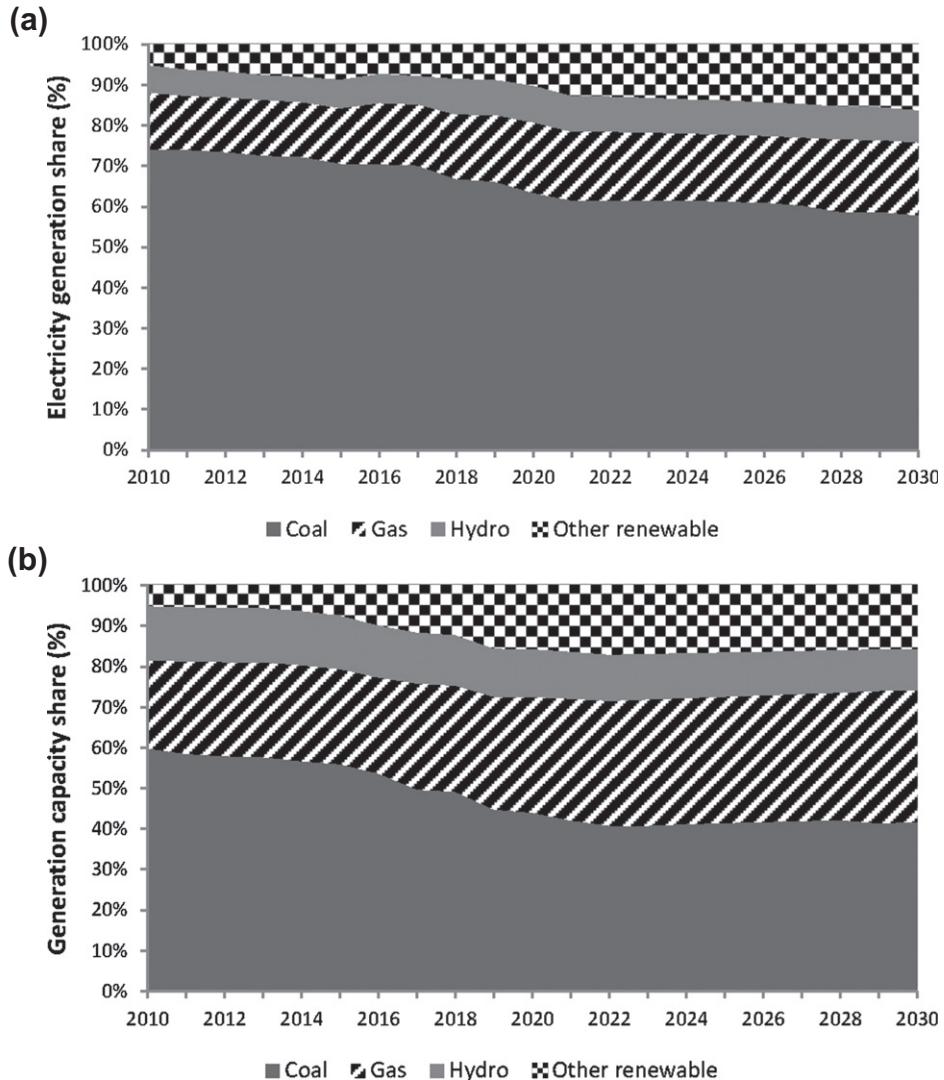 (a)
Electricity generation share (%)
100%
90%
80%
70%
60%
50%
40%
30%
20%
10%
0%
2010 2012 2014 2016 2018 2020 2022 2024 2026 2028 2030
Coal Gas Hydro Other renewable
(b)
Generation capacity share (%)
100%
90%
80%
70%
60%
50%
40%
30%
20%
10%
0%
2010 2012 2014 2016 2018 2020 2022 2024 2026 2028 2030
Coal Gas Hydro Other renewable